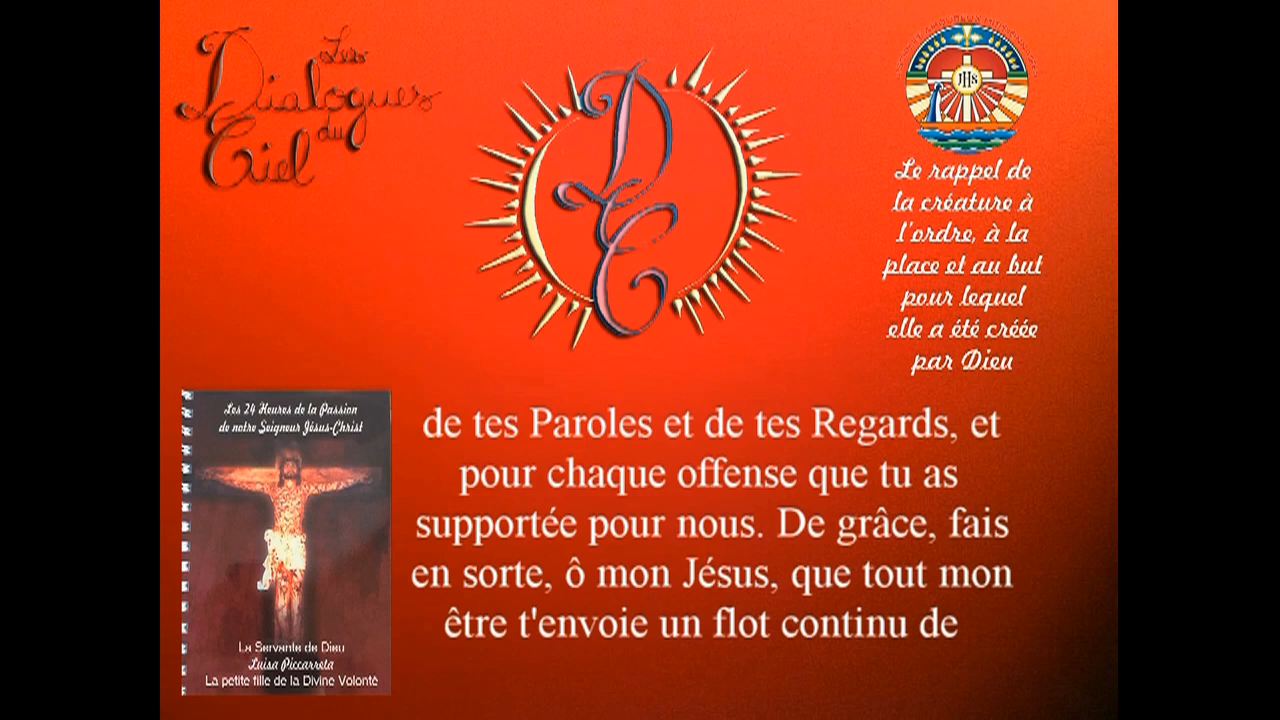 Les
Dialogues
du
Ciel
D
C
JHS
Le rappel de
la créature à
l'ordre, à la
place et au but
pour lequel
elle a été créée
par Dieu
Les 24 Heures de la Passion
de notre Seigneur Jésus-Christ
La Servante de Dieu
Luisa Piccarreta
La petite fille de la Divine Volonté
de tes Paroles et de tes Regards, et
pour chaque offense que tu as
supportée pour nous. De grâce, fais
en sorte, ô mon Jésus, que tout mon
être t'envoie un flot continu de